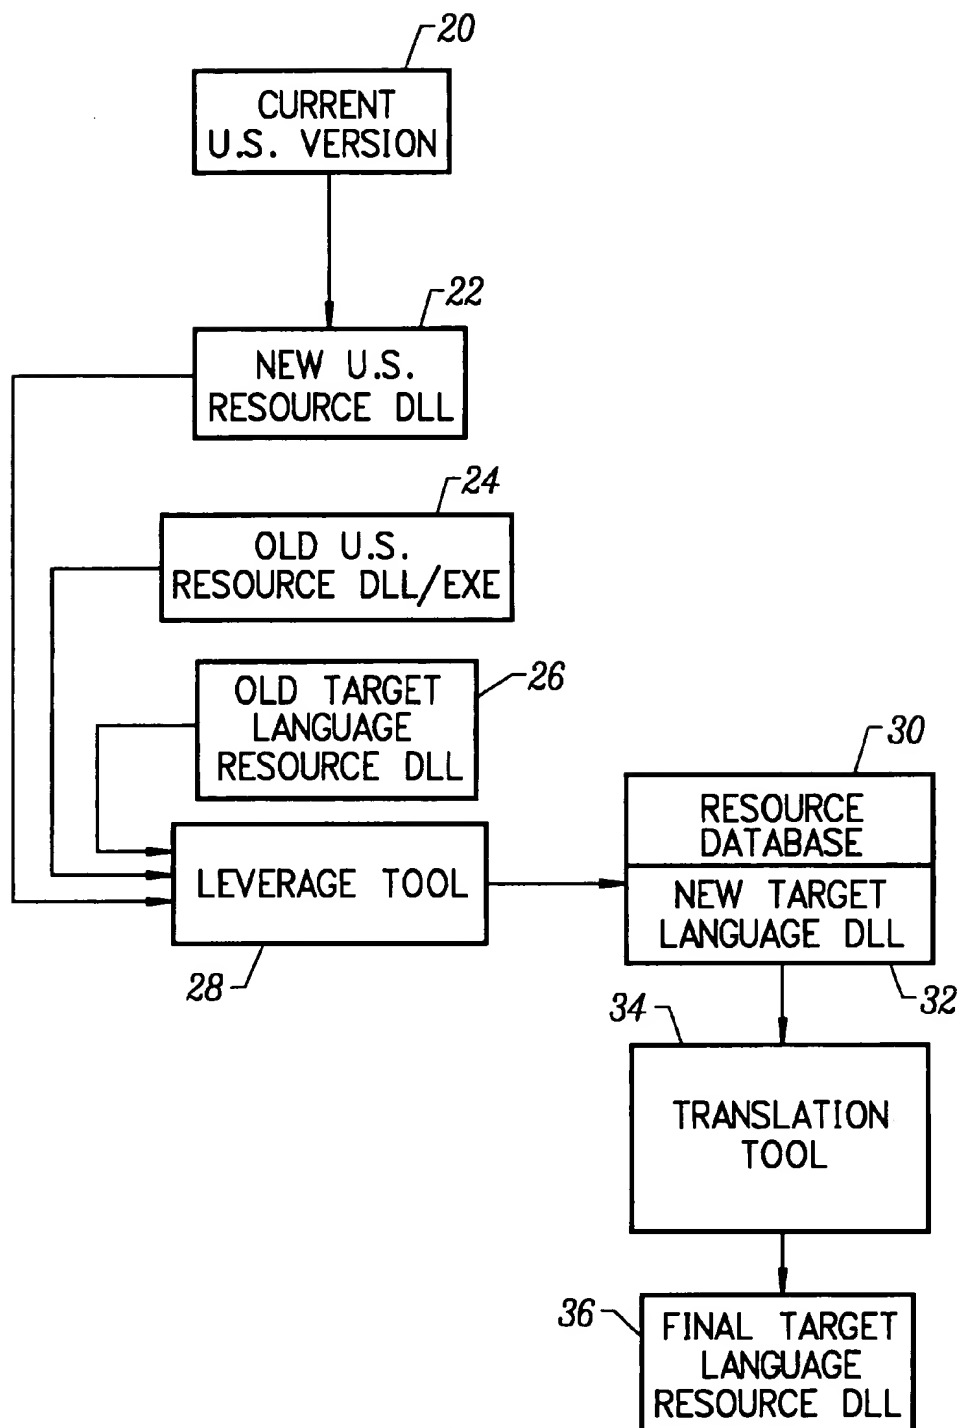 20
CURRENT
U.S. VERSION
22
NEW U.S.
RESOURCE DLL
24
OLD U.S.
RESOURCE DLL/EXE
26
OLD TARGET
LANGUAGE
RESOURCE DLL
30
RESOURCE
DATABASE
LEVERAGE TOOL
28
NEW TARGET
LANGUAGE DLL
32
34
TRANSLATION
TOOL
36
FINAL TARGET
LANGUAGE
RESOURCE DLL